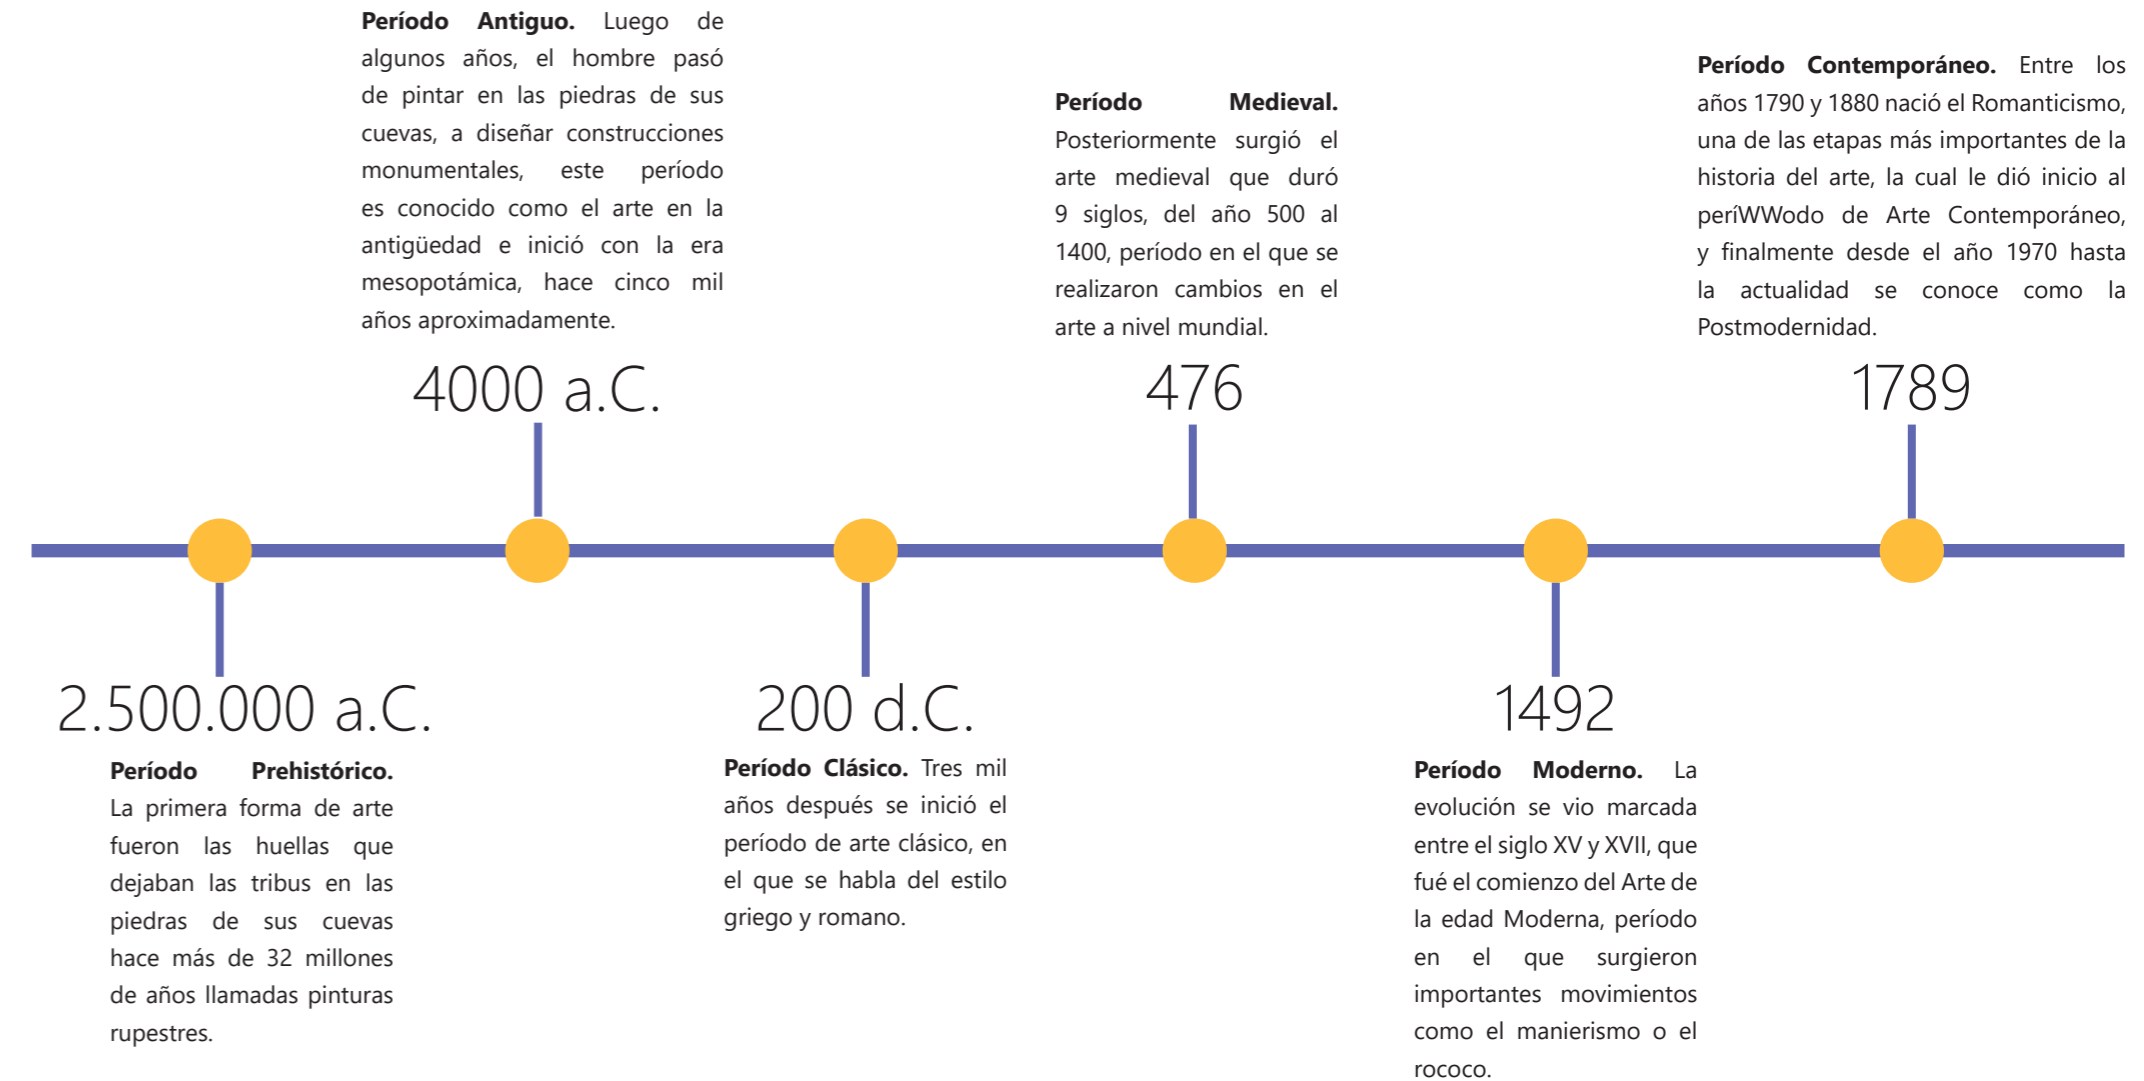 Período Antiguo. Luego de
algunos años, el hombre pasó
de pintar en las piedras de sus
cuevas, a diseñar construcciones
monumentales, este período
es conocido como el arte en la
antigüedad e inició con la era
mesopotámica, hace cinco mil
años aproximadamente.
4000 a.C.
Período Medieval.
Posteriormente surgió el
arte medieval que duró
9 siglos, del año 500 al
1400, período en el que se
realizaron cambios en el
arte a nivel mundial.
476
Período Contemporáneo. Entre los
años 1790 y 1880 nació el Romanticismo,
una de las etapas más importantes de la
historia del arte, la cual le dió inicio al
períWWodo de Arte Contemporáneo,
y finalmente desde el año 1970 hasta
la actualidad se conoce como la
Postmodernidad.
1789
2.500.000 a.C.
Período Prehistórico.
La primera forma de arte
fueron las huellas que
dejaban las tribus en las
piedras de sus cuevas
hace más de 32 millones
de años llamadas pinturas
rupestres.
200 d.C.
Período Clásico. Tres mil
años después se inició el
período de arte clásico, en
el que se habla del estilo
griego y romano.
1492
Período Moderno. La
evolución se vio marcada
entre el siglo XV y XVII, que
fué el comienzo del Arte de
la edad Moderna, período
en el que surgieron
importantes movimientos
como el manierismo o el
rococo.